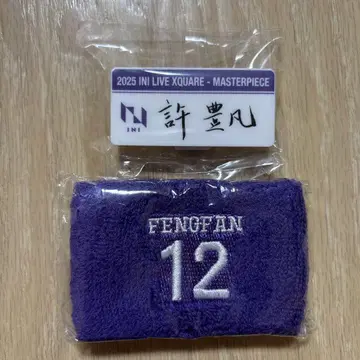 2025 INI LIVE XQUARE - MASTERPIECE
INI
許豊凡
FENGFAN
12